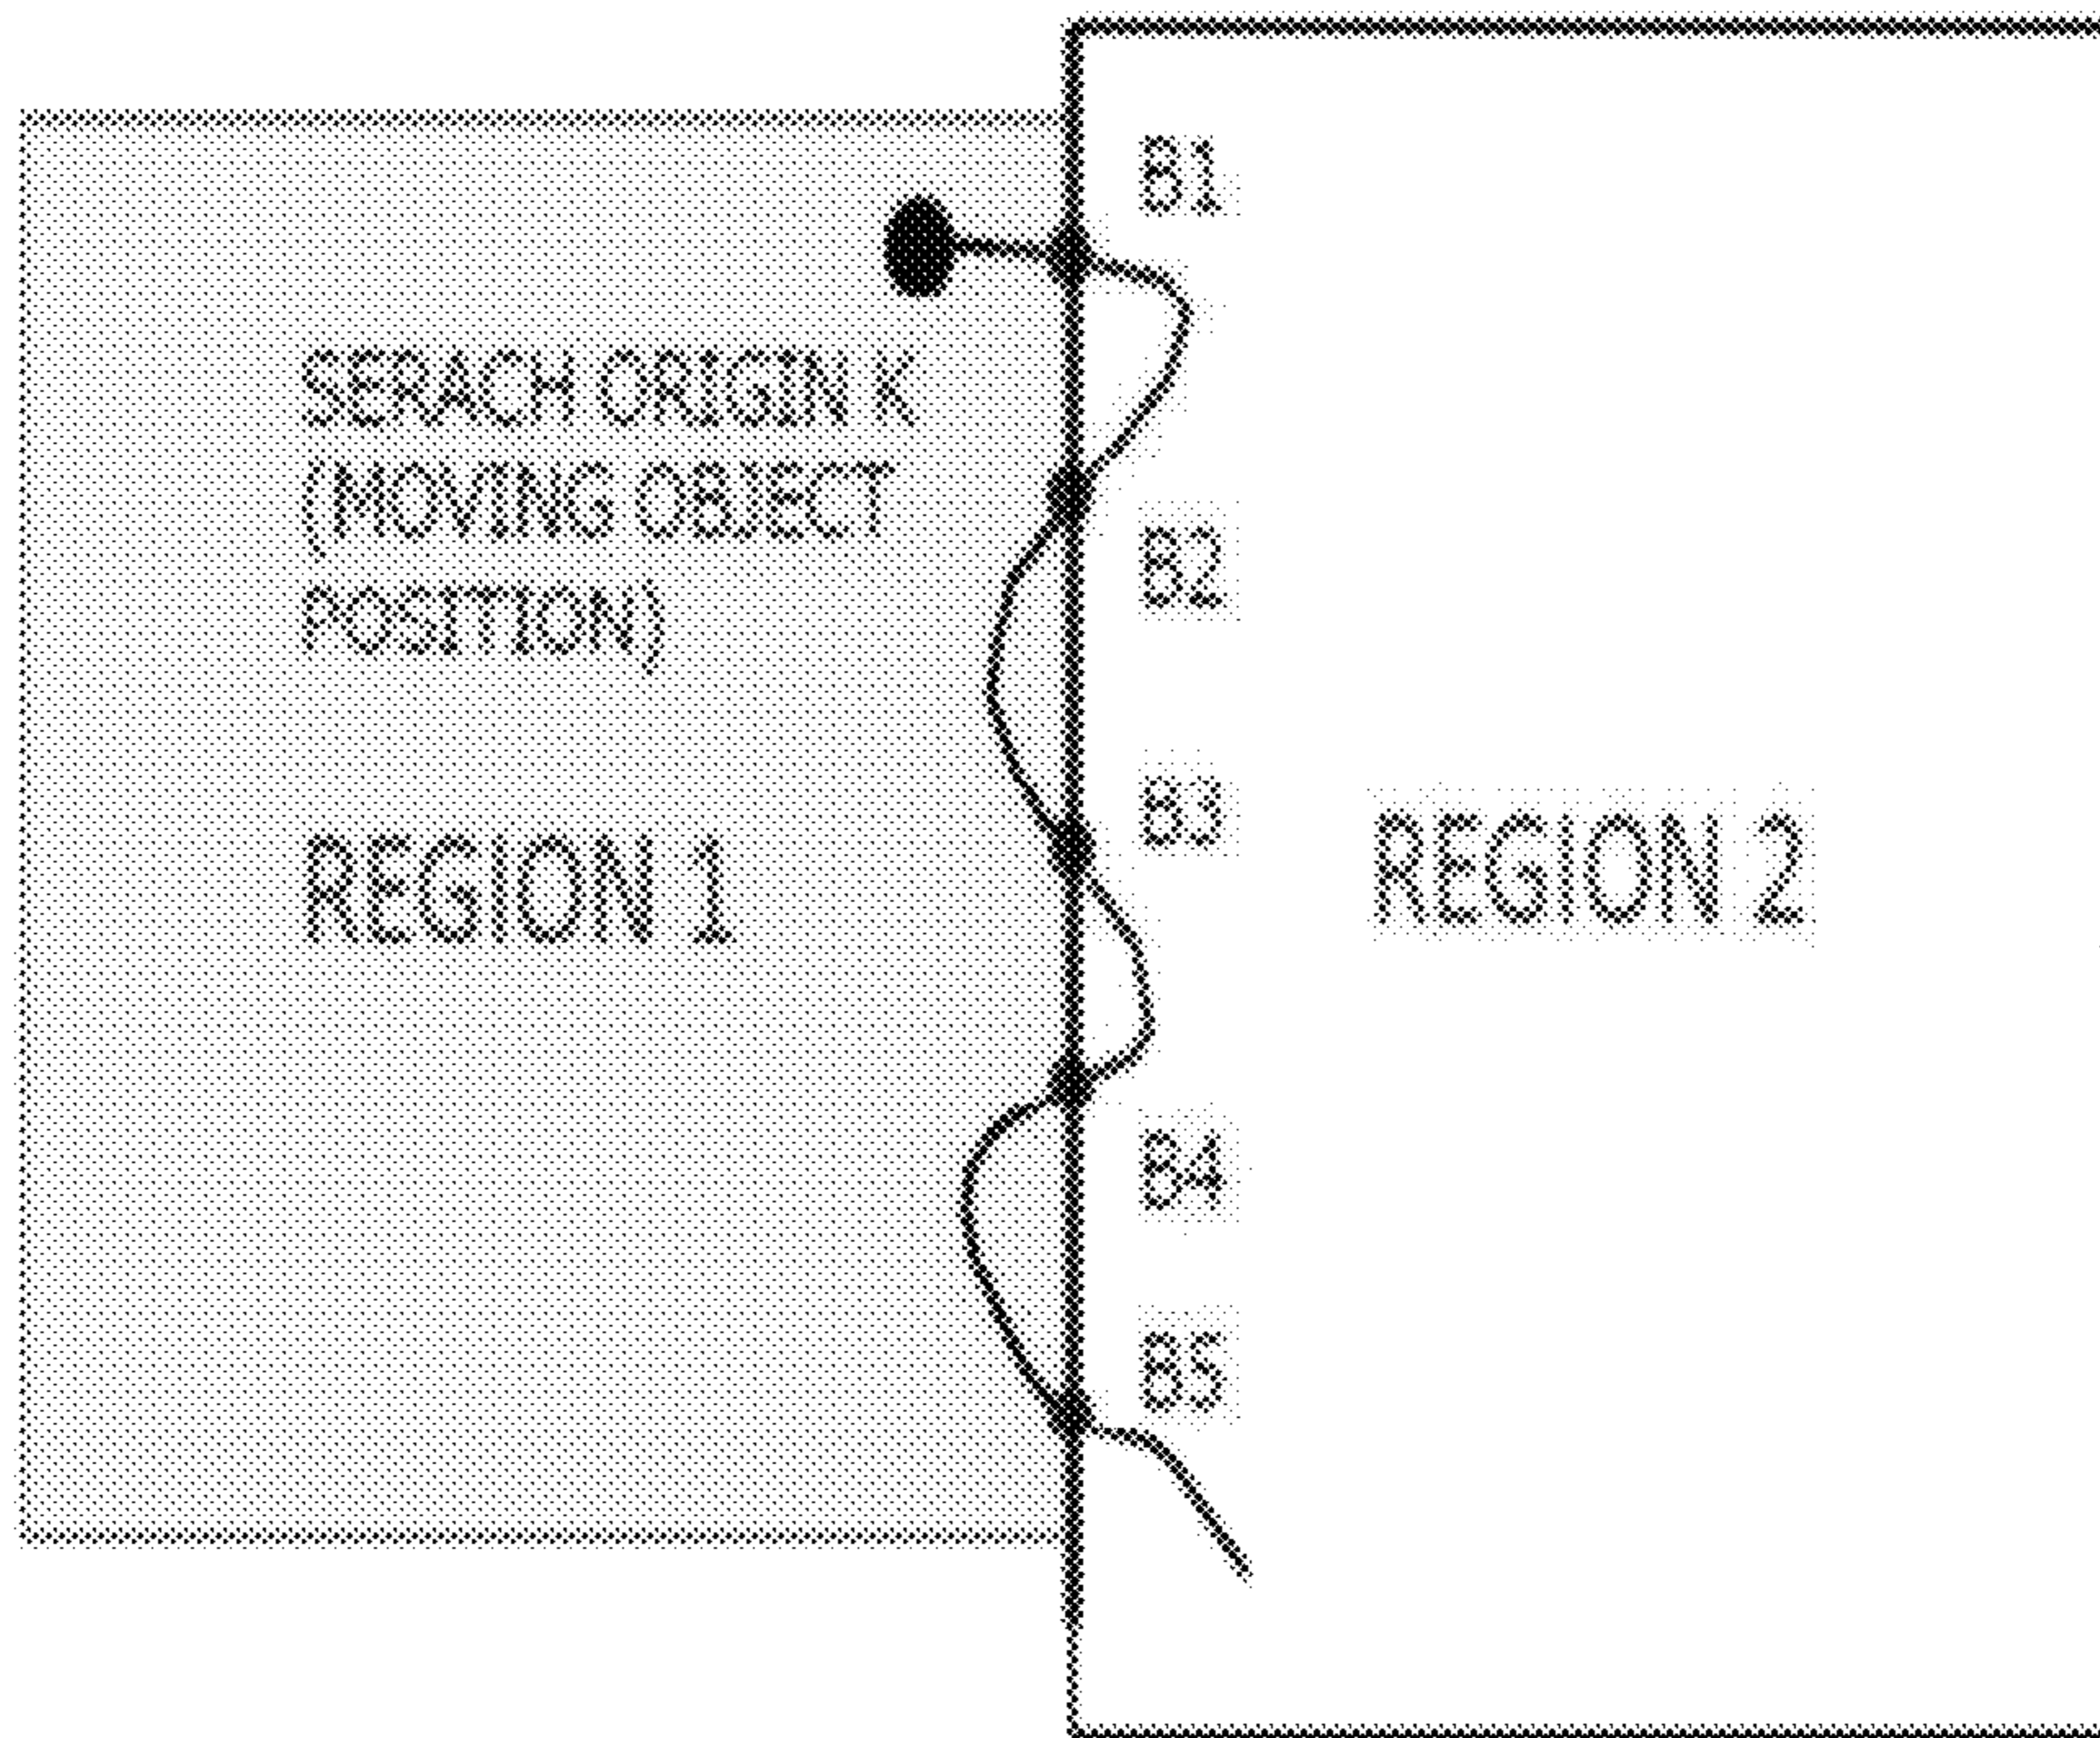 B1
SERACH ORIGIN K
(MOVING OBJECT
POSITION)
B2
B3
REGION 1
REGION 2
B4
B5